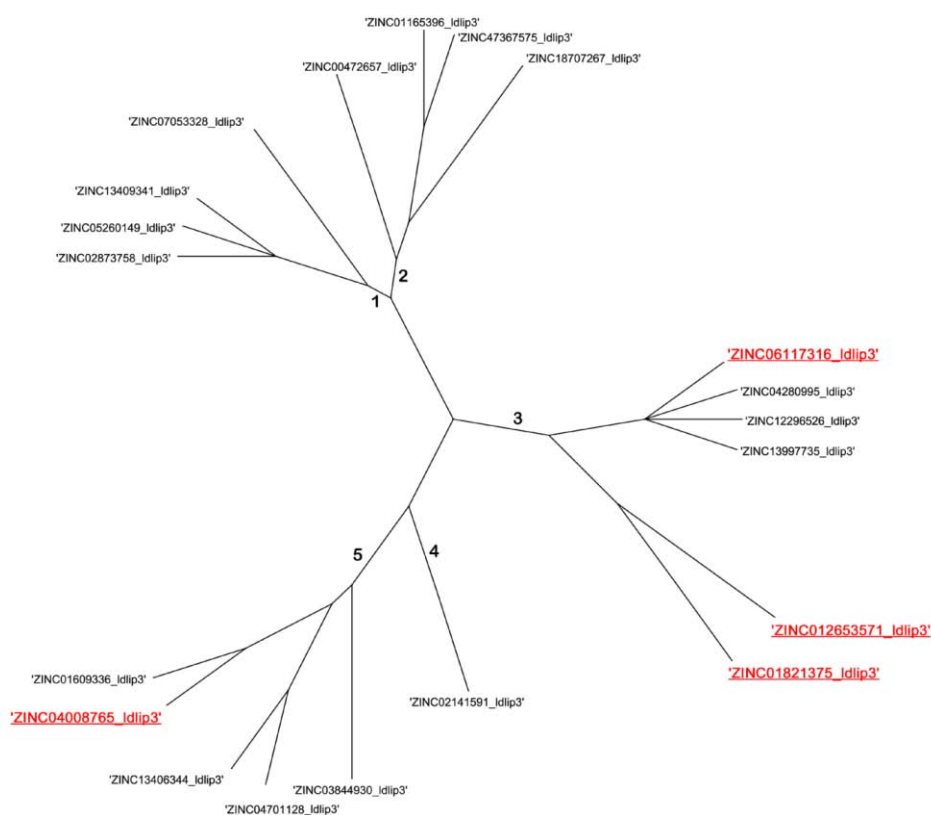 'ZINC01165396_ldlip3'
'ZINC47367575_ldlip3'
'ZINC18707267_ldlip3'
'ZINC00472657_ldlip3'
'ZINC07053328_ldlip3'
'ZINC13409341_ldlip3'
'ZINC05260149_ldlip3'
'ZINC02873758_ldlip3'
2
1
'ZINC06117316_ldlip3'
'ZINC04280995_ldlip3'
'ZINC12296526_ldlip3'
'ZINC13997735_ldlip3'
3
5
4
'ZINC012653571_ldlip3'
'ZINC01821375_ldlip3'
'ZINC01609336_ldlip3'
'ZINC04008765_ldlip3'
'ZINC02141591_ldlip3'
'ZINC13406344_ldlip3'
'ZINC03844930_ldlip3'
'ZINC04701128_ldlip3'